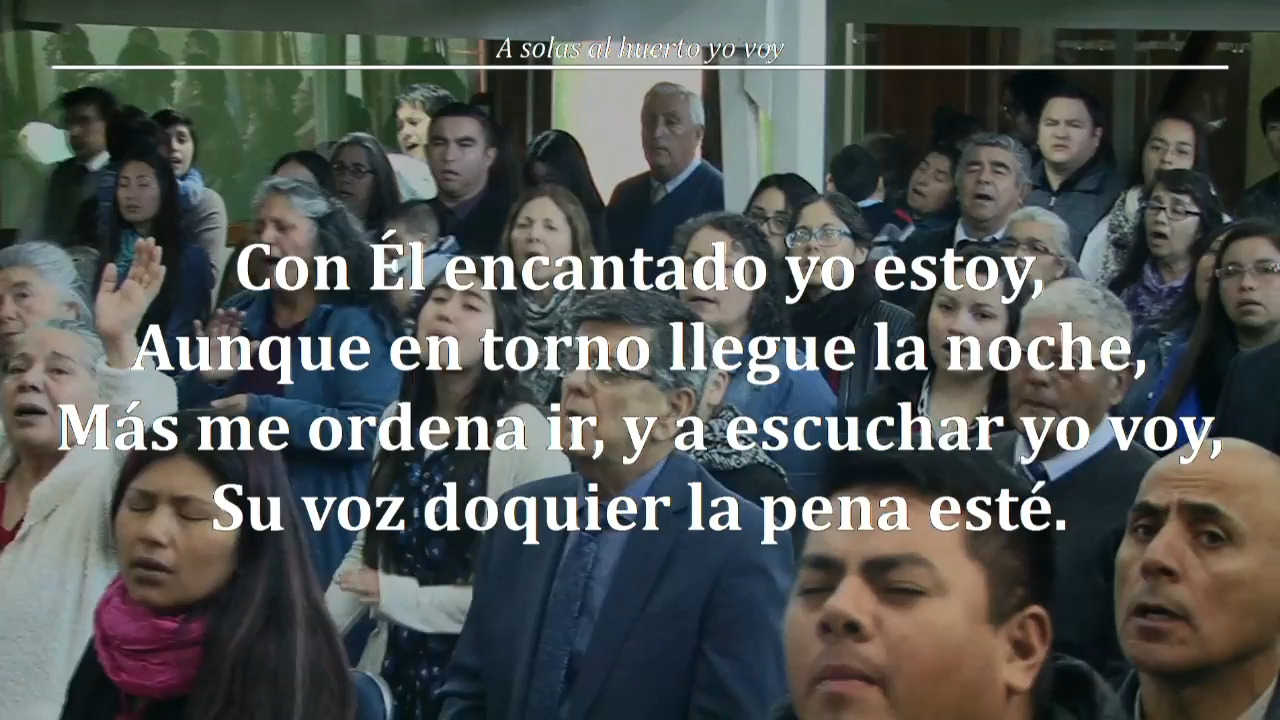 A solas al huerto yo voy
Con Él encantado yo estoy,
Aunque en torno llegue la noche,
Más me ordena ir, y a escuchar yo voy,
Su voz doquier la pena esté.